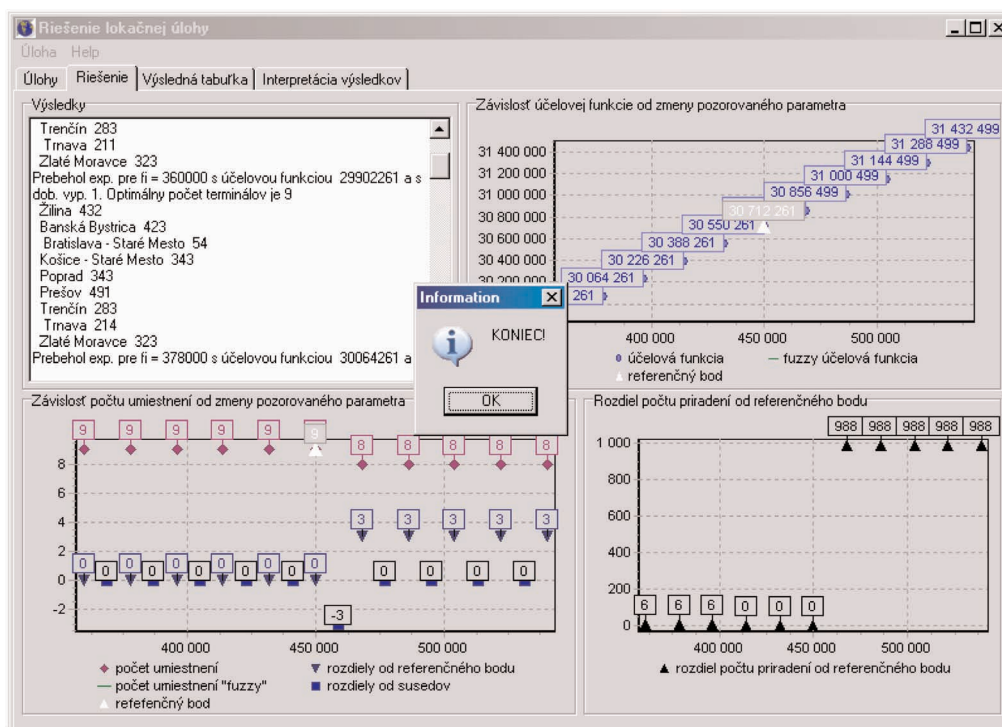 Riešenie lokačnej úlohy
Úloha Help
Úlohy Riešenie Výsledná tabuľka Interpretácia výsledkov
Výsledky
Trenčín 283
Trnava 211
Zlaté Moravce 323
Prebehol exp. pre fi = 360000 s účelovou funkciou 29902261 a s
dob. vyp. 1. Optimálny počet terminálov je 9
Žilina 432
Banská Bystrica 423
Bratislava - Staré Mesto 54
Košice - Staré Mesto 343
Poprad 343
Prešov 491
Trenčín 283
Trnava 214
Zlaté Moravce 323
Prebehol exp. pre fi = 378000 s účelovou funkciou 30064261 a
Závislosť účelovej funkcie od zmeny pozorovaného parametra
31 432 499
31 288 499
31 144 499
31 000 499
30 856 499
30 712 261
30 550 261
30 388 261
30 226 261
30 064 261
261
31 400 000
31 200 000
31 000 000
30 800 000
30 600 000
30 400 000
30 200 000
400 000 450 000 500 000
účelová funkcia fuzzy účelová funkcia
referenčný bod
Information
KONIEC!
OK
Závislosť počtu umiestnení od zmeny pozorovaného parametra
9 9 9 9 9 9 8 8 8 8 8
3 3 3 3 3
0 0 0 0 0 0 0 0 0 0 0 0 0 0 0
-3
8
6
4
2
0
-2
400 000 450 000 500 000
počet umiestnení rozdiely od referenčného bodu
počet umiestnení "fuzzy" rozdiely od susedov
refefenčný bod
Rozdiel počtu priradení od referenčného bodu
988 988 988 988 988
1 000
800
600
400
200
0
6 6 6 0 0 0
400 000 450 000 500 000
rozdiel počtu priradení od referenčného bodu